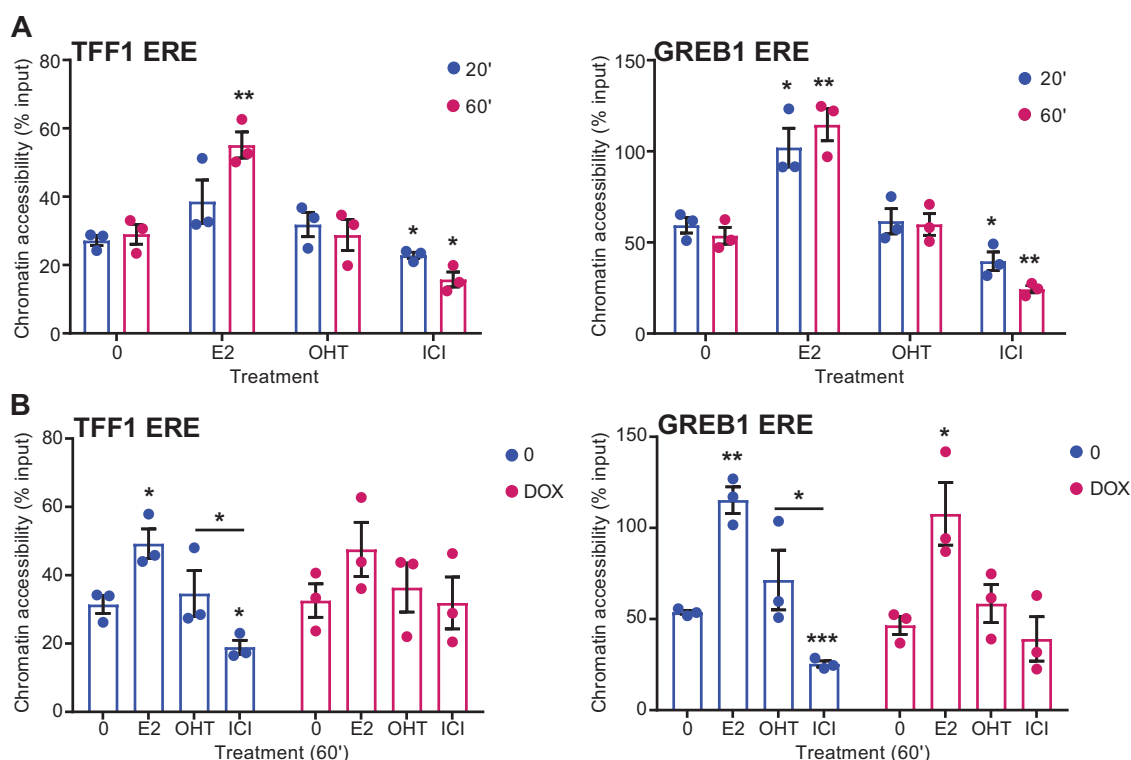 A
TFF1 ERE
Chromatin accessibility (% input)
80
60
40
20
0
20'
60'
**
*
*
0 E2 OHT ICI
Treatment
GREB1 ERE
Chromatin accessibility (% input)
150
100
50
0
20'
60'
*
**
*
**
0 E2 OHT ICI
Treatment
B
TFF1 ERE
Chromatin accessibility (% input)
80
60
40
20
0
0
DOX
*
*
*
0 E2 OHT ICI 0 E2 OHT ICI
Treatment (60')
GREB1 ERE
Chromatin accessibility (% input)
150
100
50
0
0
DOX
**
*
***
*
0 E2 OHT ICI 0 E2 OHT ICI
Treatment (60')